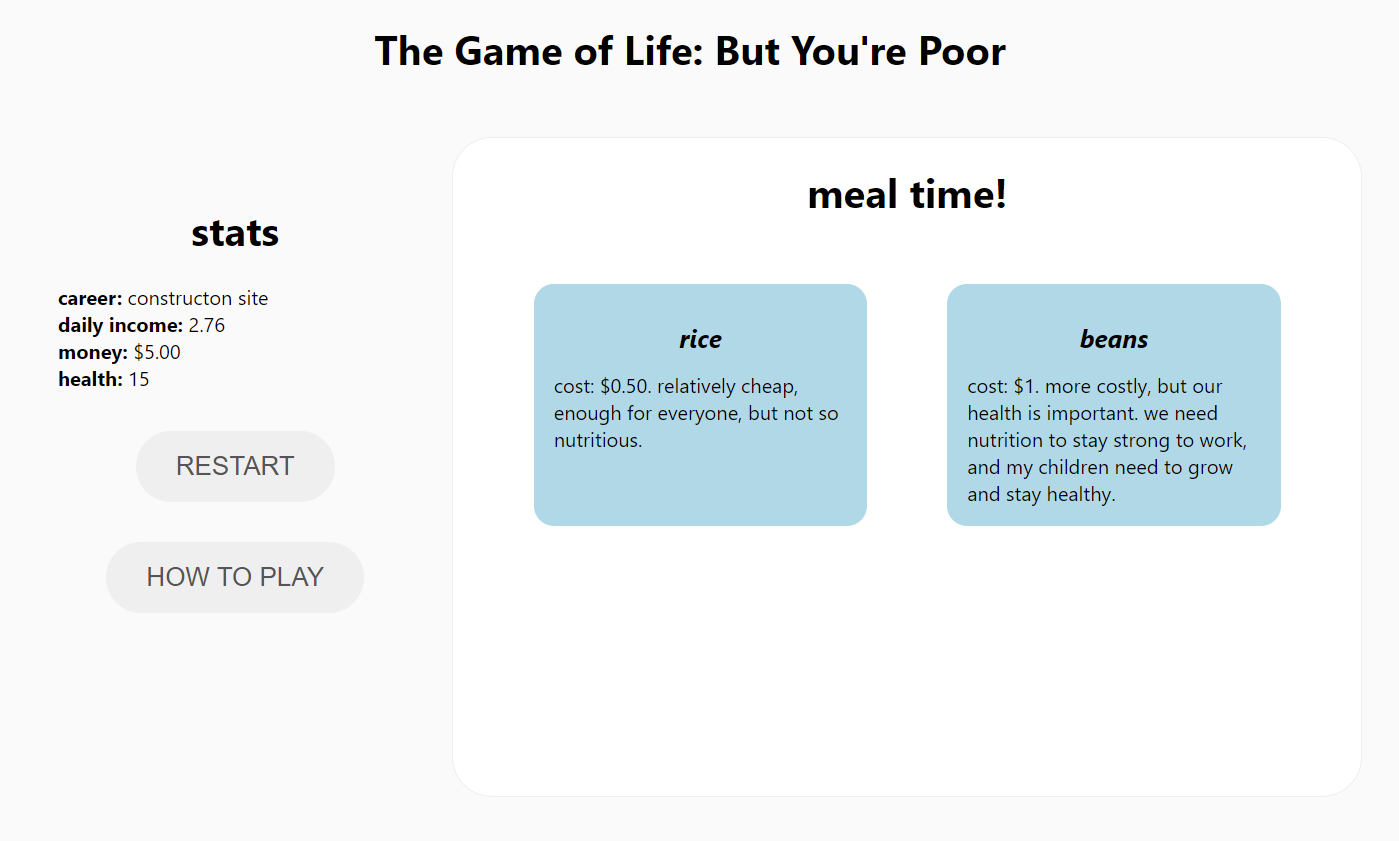 The Game of Life: But You're Poor
stats
career: constructon site
daily income: 2.76
money: $5.00
health: 15
RESTART
HOW TO PLAY
meal time!
rice
cost: $0.50. relatively cheap,
enough for everyone, but not so
nutritious.
beans
cost: $1. more costly, but our
health is important. we need
nutrition to stay strong to work,
and my children need to grow
and stay healthy.